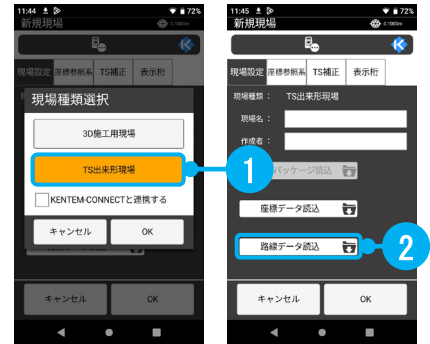 11:44
72%
新規現場
0.1000m
現場設定 座標参照系 TS補正 表示桁
現場種類選択
3D施工用現場
TS出来形現場
KENTEM-CONNECTと連携する
キャンセル OK
キャンセル OK
1
11:45
72%
新規現場
0.1000m
現場設定 座標参照系 TS補正 表示桁
現場種類： TS出来形現場
現場名：
作成者：
パッケージ読込
座標データ読込
路線データ読込
2
キャンセル OK